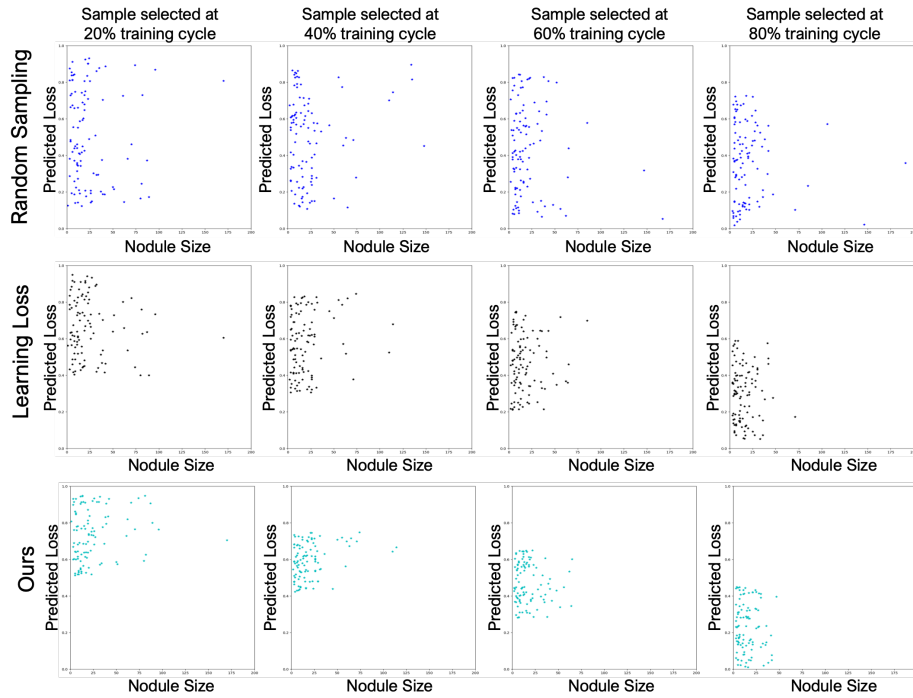 Sample selected at
20% training cycle
Sample selected at
40% training cycle
Sample selected at
60% training cycle
Sample selected at
80% training cycle
Random Sampling
Predicted Loss
Nodule Size
Predicted Loss
Nodule Size
Predicted Loss
Nodule Size
Predicted Loss
Nodule Size
Learning Loss
Predicted Loss
Nodule Size
Predicted Loss
Nodule Size
Predicted Loss
Nodule Size
Predicted Loss
Nodule Size
Ours
Predicted Loss
Nodule Size
Predicted Loss
Nodule Size
Predicted Loss
Nodule Size
Predicted Loss
Nodule Size